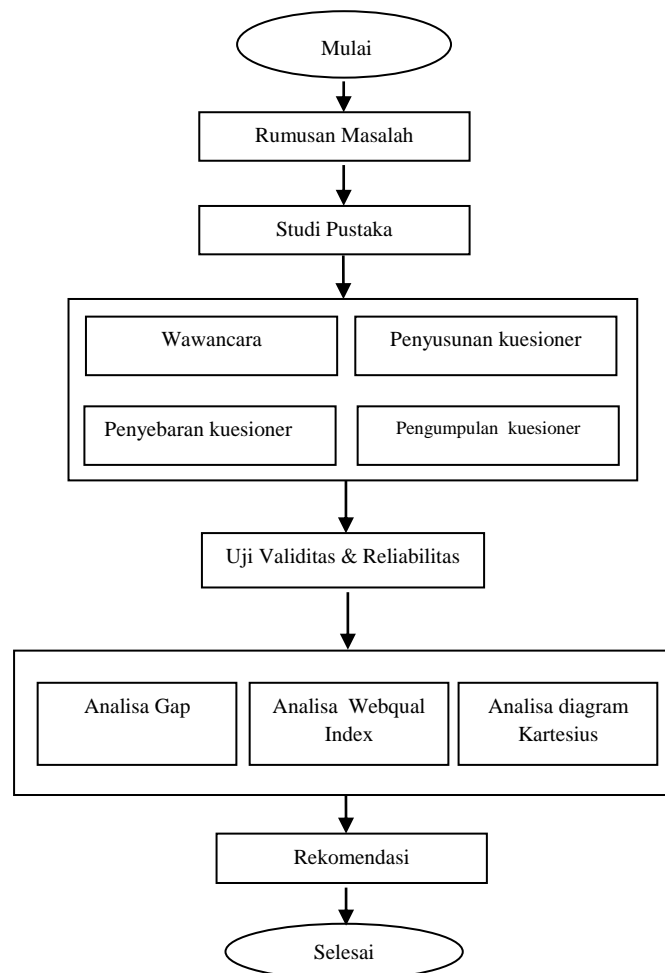 Mulai
Rumusan Masalah
Studi Pustaka
Wawancara
Penyusunan kuesioner
Penyebaran kuesioner
Pengumpulan kuesioner
Uji Validitas & Reliabilitas
Analisa Gap
Analisa Webqual
Index
Analisa diagram
Kartesius
Rekomendasi
Selesai